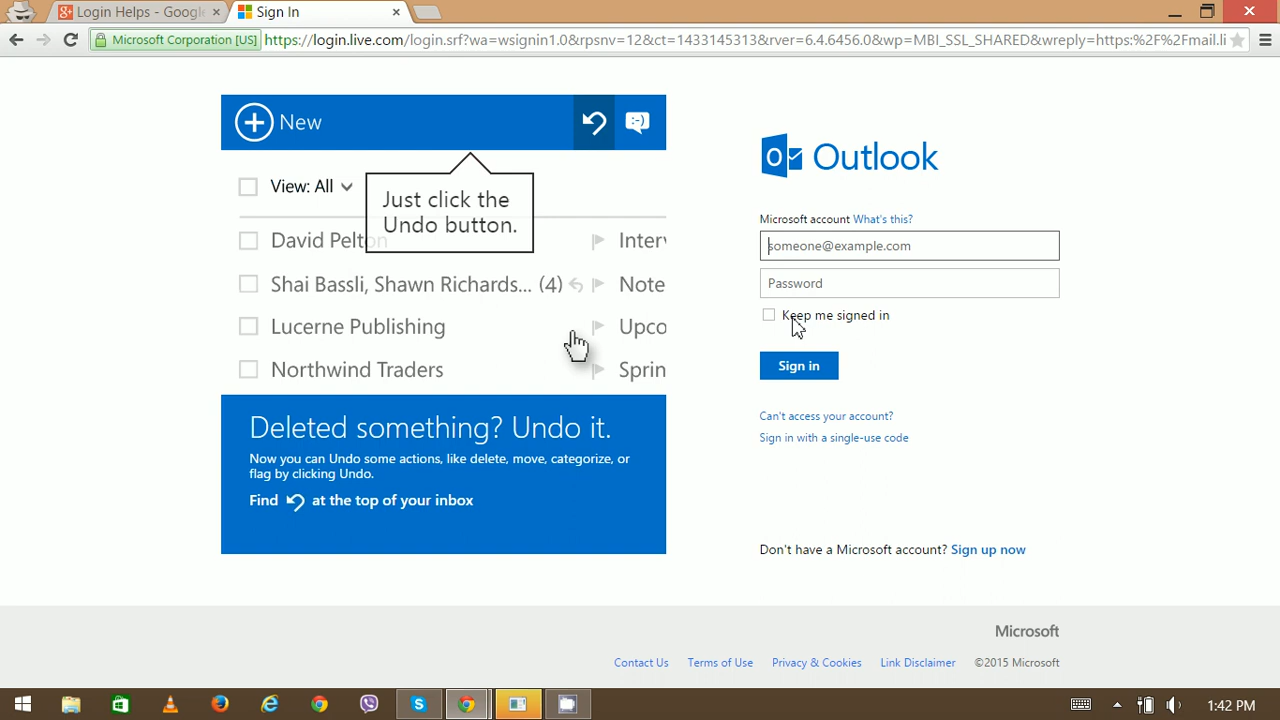 Login Helps - Google
Sign In
Microsoft Corporation [US]
https://login.live.com/login.srf?wa=wsignin1.0&rpsnv=12&ct=1433145313&rver=6.4.6456.0&wp=MBI_SSL_SHARED&wreply=https:%2F%2Fmail.li
New
View: All
Just click the
Undo button.
David Pelton
Interv
Shai Bassli, Shawn Richards... (4)
Note
Lucerne Publishing
Upco
Northwind Traders
Sprin
Deleted something? Undo it.
Now you can Undo some actions, like delete, move, categorize, or
flag by clicking Undo.
Find at the top of your inbox
Outlook
Microsoft account What's this?
someone@example.com
Password
Keep me signed in
Sign in
Can't access your account?
Sign in with a single-use code
Don't have a Microsoft account? Sign up now
Microsoft
Contact Us Terms of Use Privacy & Cookies Link Disclaimer ©2015 Microsoft
1:42 PM